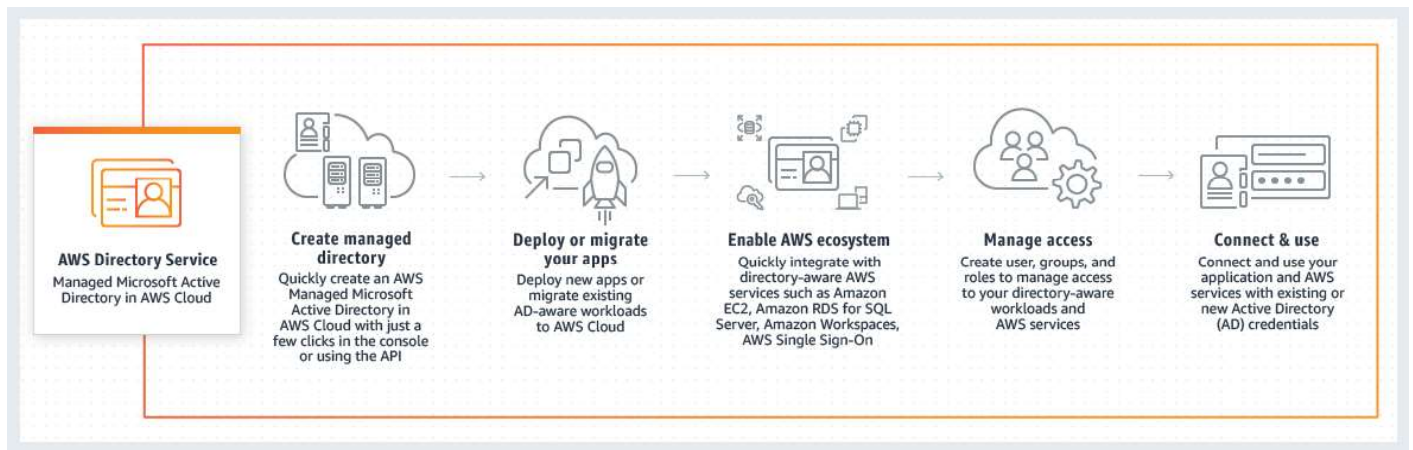 AWS Directory Service
Managed Microsoft Active
Directory in AWS Cloud
Create managed
directory
Quickly create an AWS
Managed Microsoft
Active Directory in
AWS Cloud with just a
few clicks in the console
or using the API
Deploy or migrate
your apps
Deploy new apps or
migrate existing
AD-aware workloads
to AWS Cloud
Enable AWS ecosystem
Quickly integrate with
directory-aware AWS
services such as Amazon
EC2, Amazon RDS for SQL
Server, Amazon Workspaces,
AWS Single Sign-On
Manage access
Create user, groups, and
roles to manage access
to your directory-aware
workloads and
AWS services
Connect & use
Connect and use your
application and AWS
services with existing or
new Active Directory
(AD) credentials